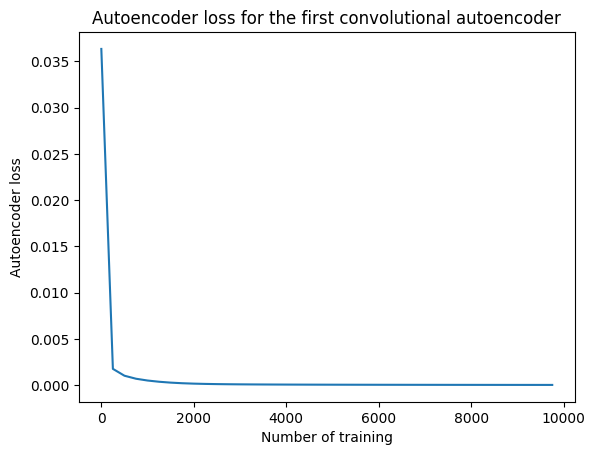 Autoencoder loss for the first convolutional autoencoder
0.035
0.030
0.025
0.020
0.015
0.010
0.005
0.000
Autoencoder loss
0 2000 4000 6000 8000 10000
Number of training